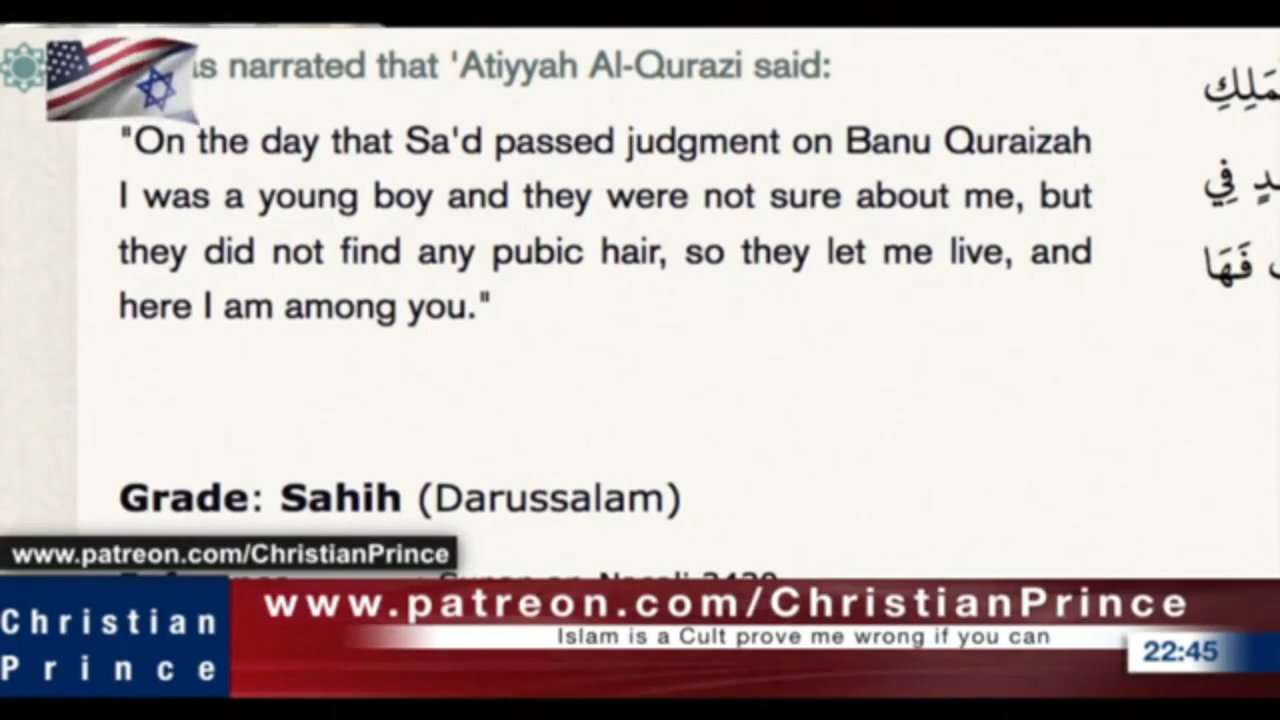 narrated that 'Atiyyah Al-Qurazi said:
"On the day that Sa'd passed judgment on Banu Quraizah
I was a young boy and they were not sure about me, but
they did not find any pubic hair, so they let me live, and
here I am among you."
Grade: Sahih (Darussalam)
www.patreon.com/ChristianPrince
www.patreon.com/ChristianPrince
Islam is a Cult prove me wrong if you can
Christian
Prince
22:45